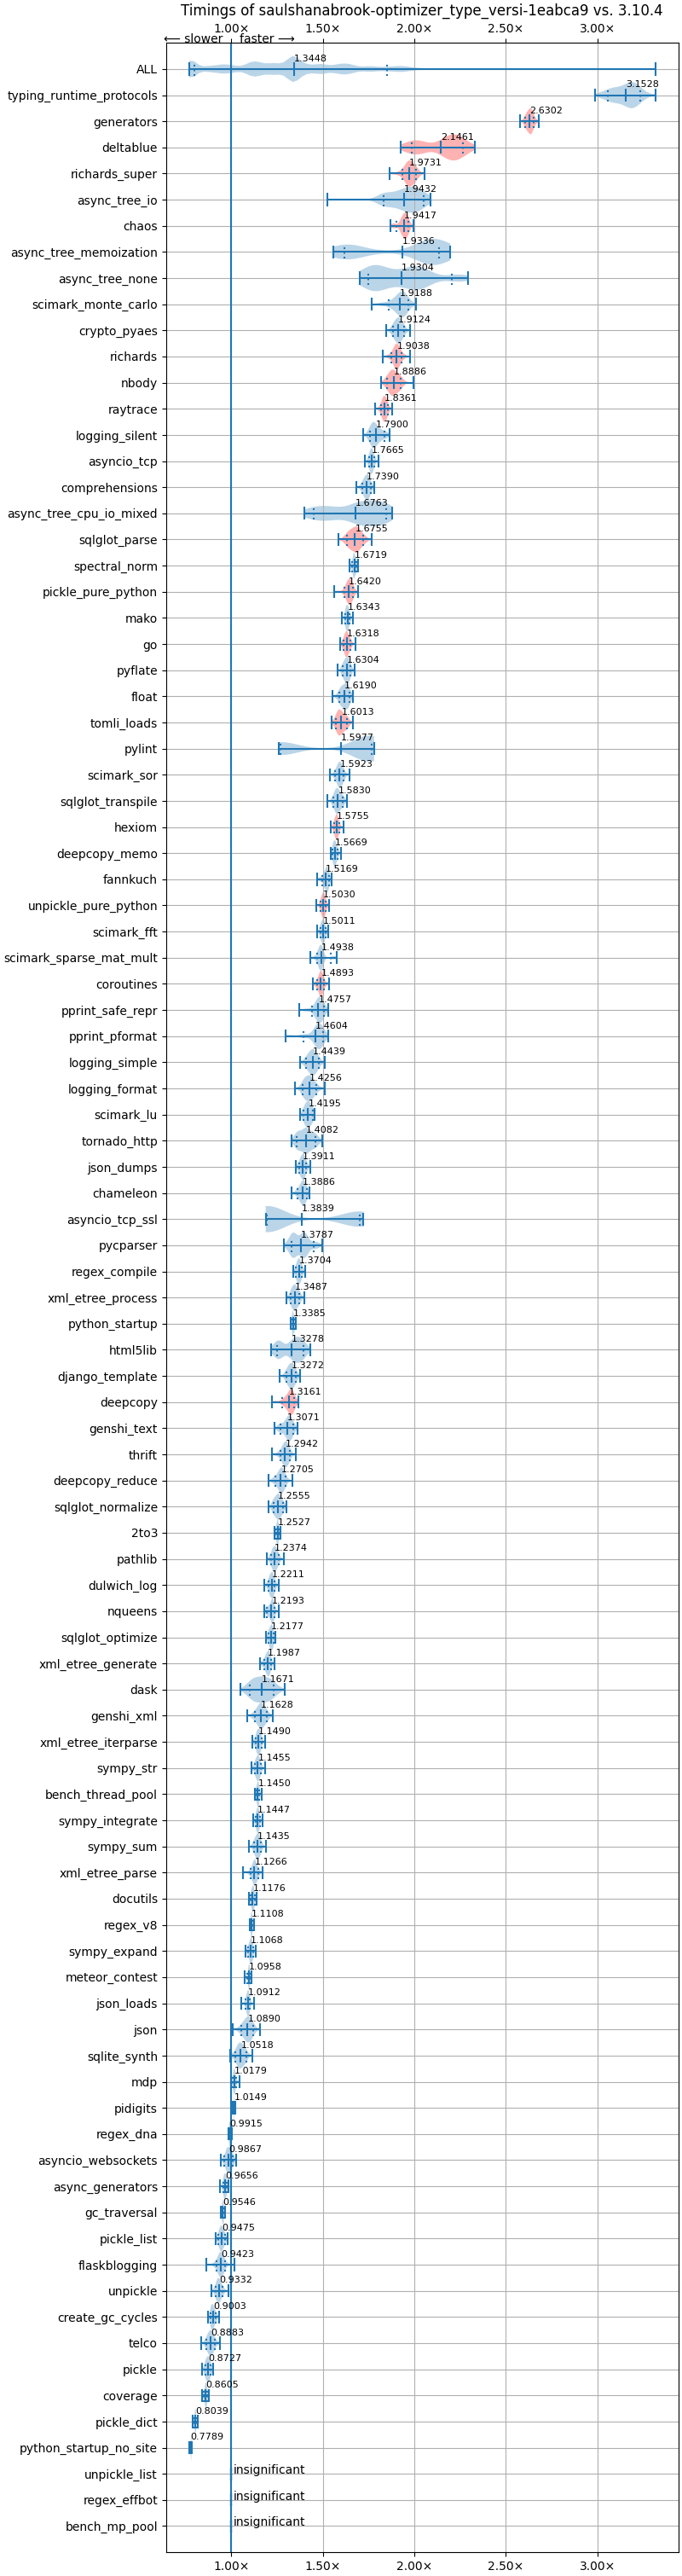 Timings of saulshanabrook-optimizer_type_versi-1eabca9 vs. 3.10.4
1.00× 1.50× 2.00× 2.50× 3.00×
⟵ slower faster ⟶
ALL 1.3448
typing_runtime_protocols 3.1528
generators 2.6302
deltablue 2.1461
richards_super 1.9731
async_tree_io 1.9432
chaos 1.9417
async_tree_memoization 1.9336
async_tree_none 1.9304
scimark_monte_carlo 1.9188
crypto_pyaes 1.9124
richards 1.9038
nbody 1.8886
raytrace 1.8361
logging_silent 1.7900
asyncio_tcp 1.7665
comprehensions 1.7390
async_tree_cpu_io_mixed 1.6763
sqlglot_parse 1.6755
spectral_norm 1.6719
pickle_pure_python 1.6420
mako 1.6343
go 1.6318
pyflate 1.6304
float 1.6190
tomli_loads 1.6013
pylint 1.5977
scimark_sor 1.5923
sqlglot_transpile 1.5830
hexiom 1.5755
deepcopy_memo 1.5669
fannkuch 1.5169
unpickle_pure_python 1.5030
scimark_fft 1.5011
scimark_sparse_mat_mult 1.4938
coroutines 1.4893
pprint_safe_repr 1.4757
pprint_pformat 1.4604
logging_simple 1.4439
logging_format 1.4256
scimark_lu 1.4195
tornado_http 1.4082
json_dumps 1.3911
chameleon 1.3886
asyncio_tcp_ssl 1.3839
pycparser 1.3787
regex_compile 1.3704
xml_etree_process 1.3487
python_startup 1.3385
html5lib 1.3278
django_template 1.3272
deepcopy 1.3161
genshi_text 1.3071
thrift 1.2942
deepcopy_reduce 1.2705
sqlglot_normalize 1.2555
2to3 1.2527
pathlib 1.2374
dulwich_log 1.2211
nqueens 1.2193
sqlglot_optimize 1.2177
xml_etree_generate 1.1987
dask 1.1671
genshi_xml 1.1628
xml_etree_iterparse 1.1490
sympy_str 1.1455
bench_thread_pool 1.1450
sympy_integrate 1.1447
sympy_sum 1.1435
xml_etree_parse 1.1266
docutils 1.1176
regex_v8 1.1108
sympy_expand 1.1068
meteor_contest 1.0958
json_loads 1.0912
json 1.0890
sqlite_synth 1.0518
mdp 1.0179
pidigits 1.0149
regex_dna 0.9915
asyncio_websockets 0.9867
async_generators 0.9656
gc_traversal 0.9546
pickle_list 0.9475
flaskblogging 0.9423
unpickle 0.9332
create_gc_cycles 0.9003
telco 0.8883
pickle 0.8727
coverage 0.8605
pickle_dict 0.8039
python_startup_no_site 0.7789
unpickle_list insignificant
regex_effbot insignificant
bench_mp_pool insignificant
1.00× 1.50× 2.00× 2.50× 3.00×